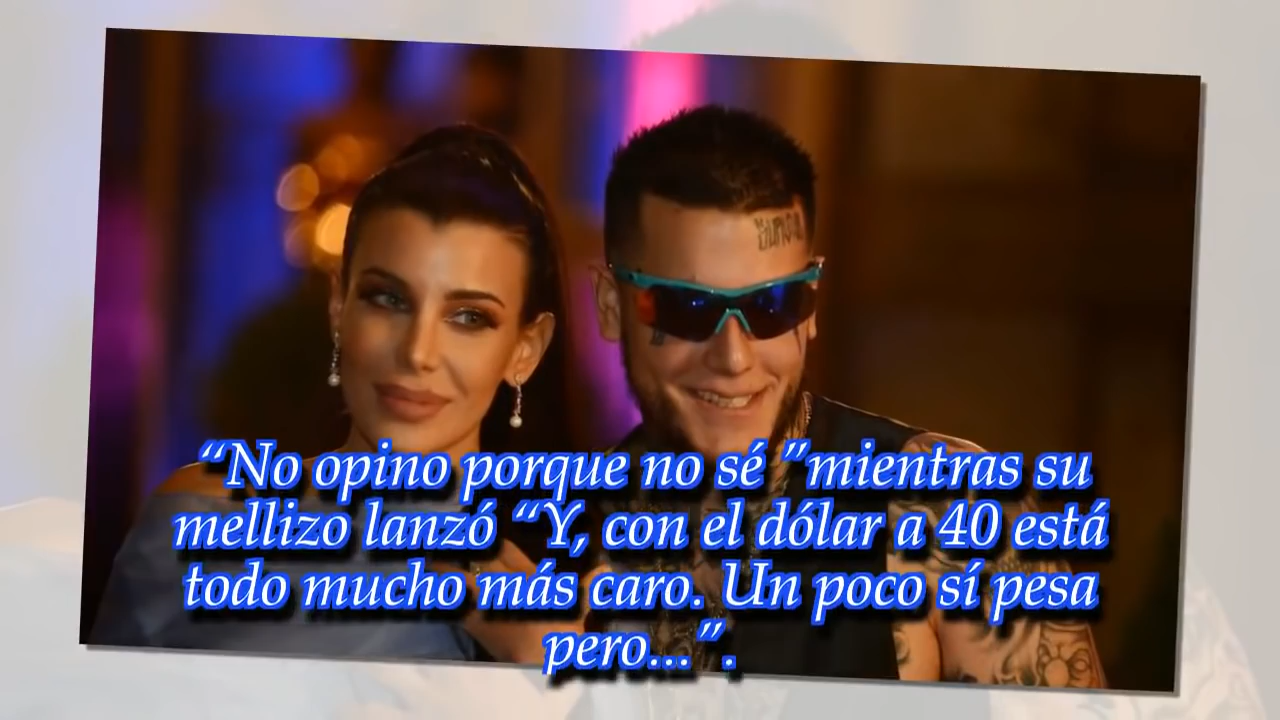 “No opino porque no sé ”mientras su
mellizo lanzó “Y, con el dólar a 40 está
todo mucho más caro. Un poco sí pesa
pero...”.